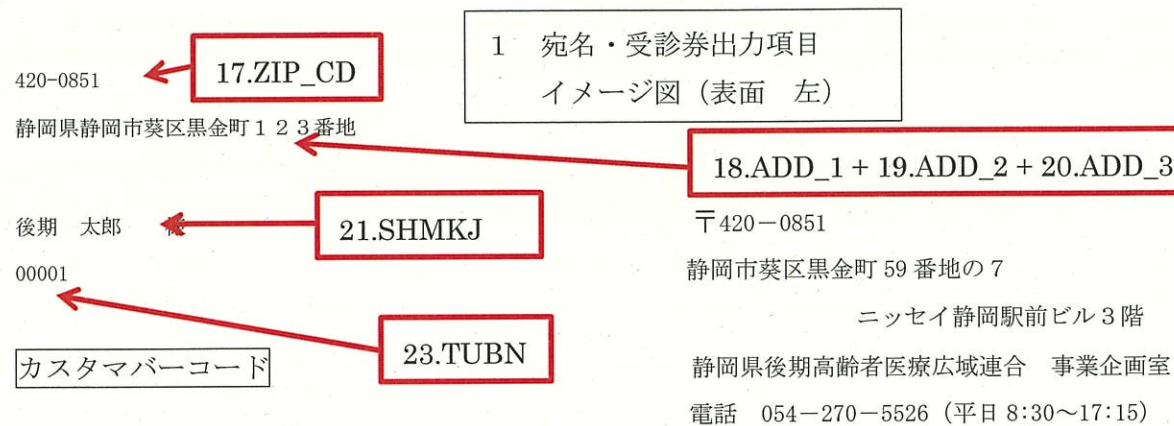 1　宛名・受診券出力項目
イメージ図（表面　左）
420-0851
17.ZIP_CD
静岡県静岡市葵区黒金町１２３番地
18.ADD_1 + 19.ADD_2 + 20.ADD_3
後期　太郎
21.SHMKJ
00001
23.TUBN
カスタマバーコード
〒420－0851
静岡市葵区黒金町 59 番地の 7
ニッセイ静岡駅前ビル３階
静岡県後期高齢者医療広域連合　事業企画室
電話　054－270－5526（平日 8:30～17:15）